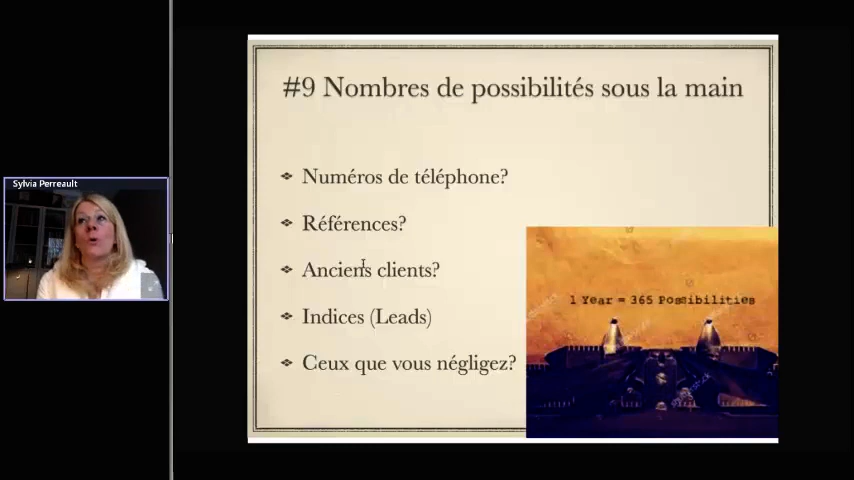 Sylvia Perreault
#9 Nombres de possibilités sous la main
Numéros de téléphone?
Références?
Anciens clients?
Indices (Leads)
Ceux que vous négligez?
1 Year = 365 Possibilities